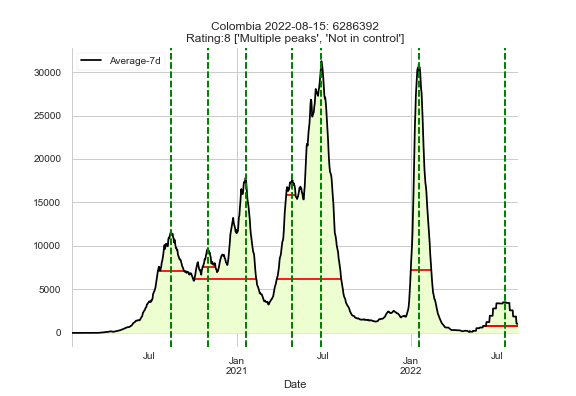 Colombia 2022-08-15: 6286392
Rating:8 ['Multiple peaks', 'Not in control']
Average-7d
30000
25000
20000
15000
10000
5000
0
Jul
Jan
2021
Jul
Jan
2022
Jul
Date